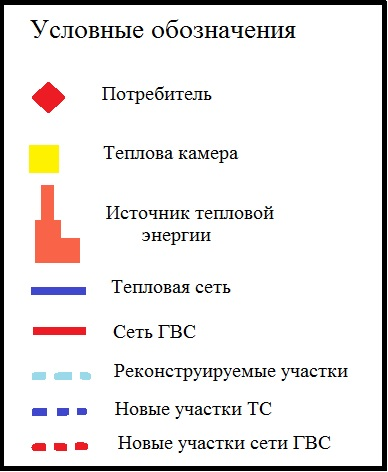 Условные обозначения
Потребитель
Теплова камера
Источник тепловой
энергии
Тепловая сеть
Сеть ГВС
Реконструируемые участки
Новые участки ТС
Новые участки сети ГВС